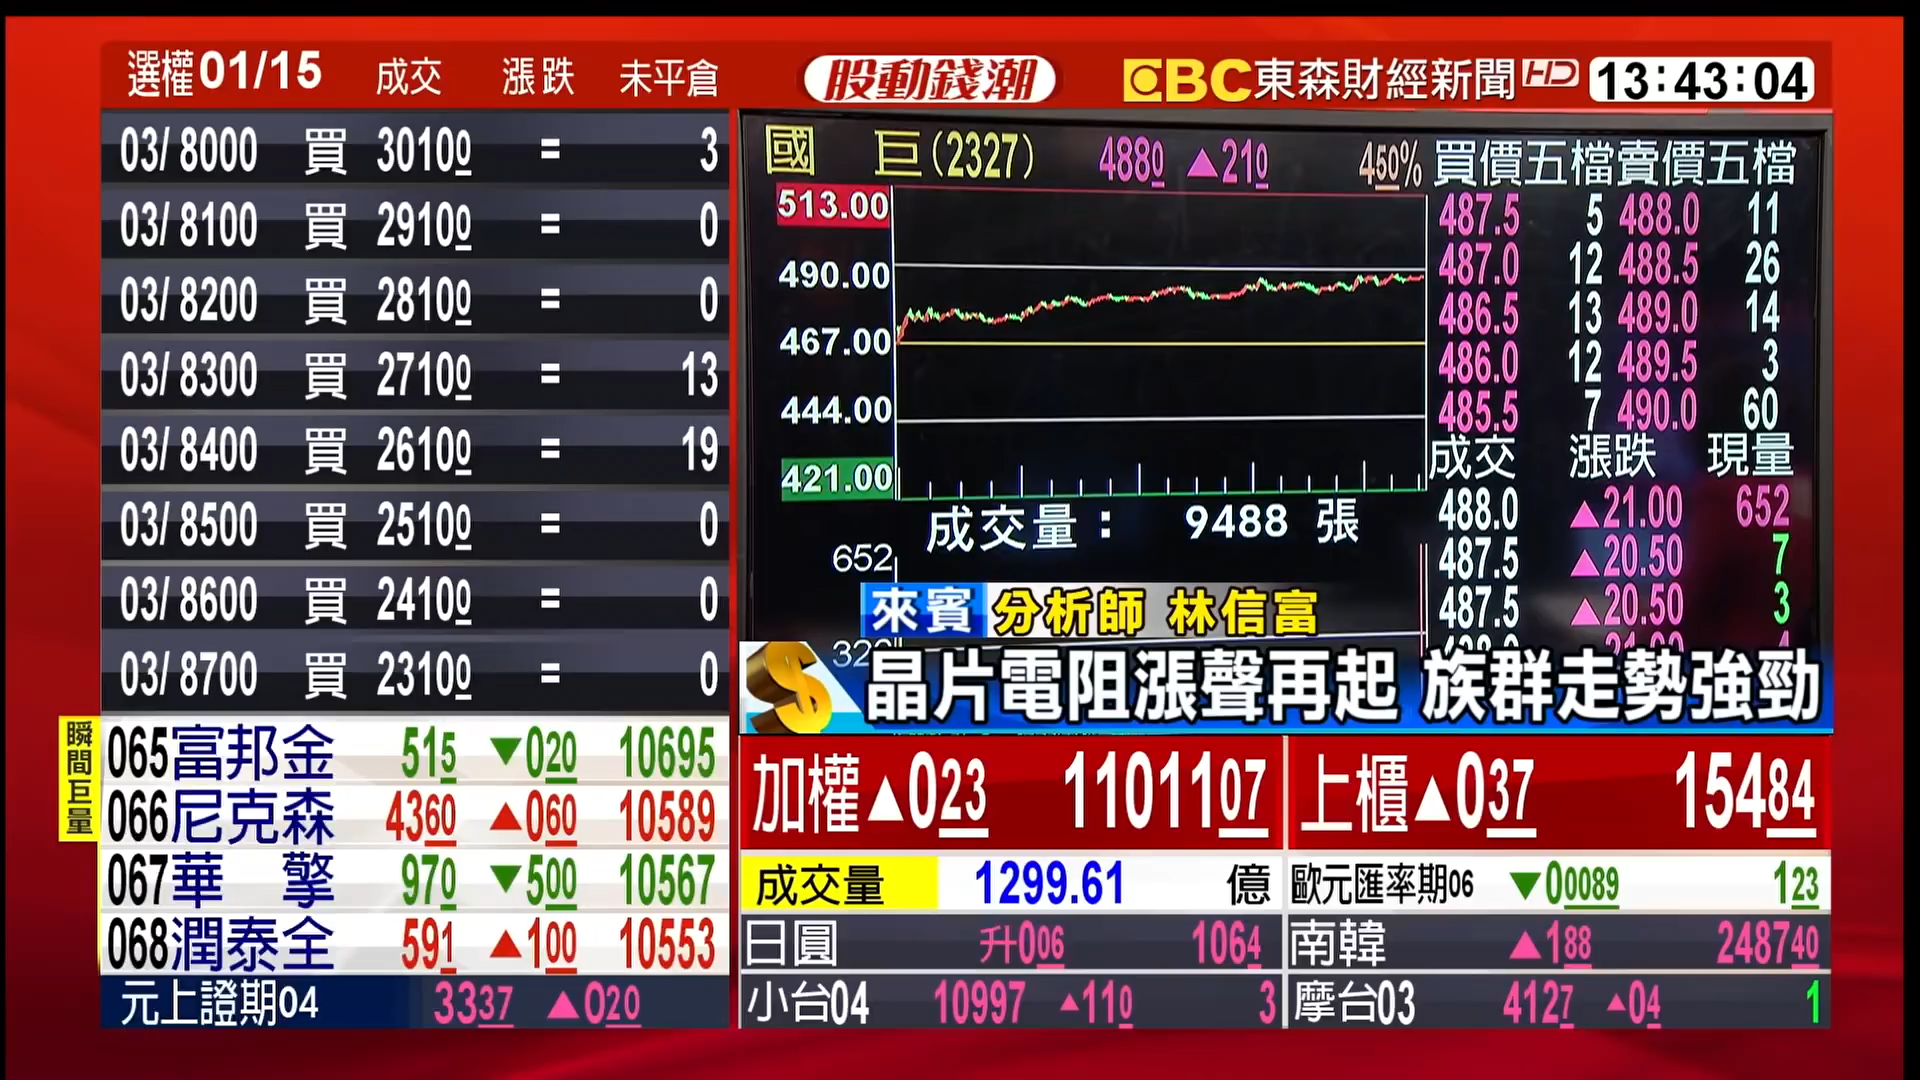 選權01/15 成交 漲跌 未平倉
03/ 8000 買 30100 = 3
03/ 8100 買 29100 = 0
03/ 8200 買 28100 = 0
03/ 8300 買 27100 = 13
03/ 8400 買 26100 = 19
03/ 8500 買 25100 = 0
03/ 8600 買 24100 = 0
03/ 8700 買 23100 = 0
瞬間巨量
065富邦金 515 ▼020 10695
066尼克森 4360 ▲060 10589
067華擎 970 ▼500 10567
068潤泰全 591 ▲100 10553
元上證期04 3337 ▲020
股動錢潮
EBC東森財經新聞HD 13:43:04
國巨(2327) 4880 ▲210 450%
買價五檔賣價五檔
513.00
490.00
467.00
444.00
421.00
487.5 5 488.0 11
487.0 12 488.5 26
486.5 13 489.0 14
486.0 12 489.5 3
485.5 7 490.0 60
成交 漲跌 現量
488.0 ▲21.00 652
487.5 ▲20.50 7
487.5 ▲20.50 3
成交量: 9488 張
652
來賓 分析師 林信富
晶片電阻漲聲再起 族群走勢強勁
加權▲023 1101107
上櫃▲037 15484
成交量 1299.61 億
歐元匯率期06 ▼00089 123
日圓 升006 1064
南韓 ▲188 248740
小台04 10997 ▲110 3
摩台03 4127 ▲04 1